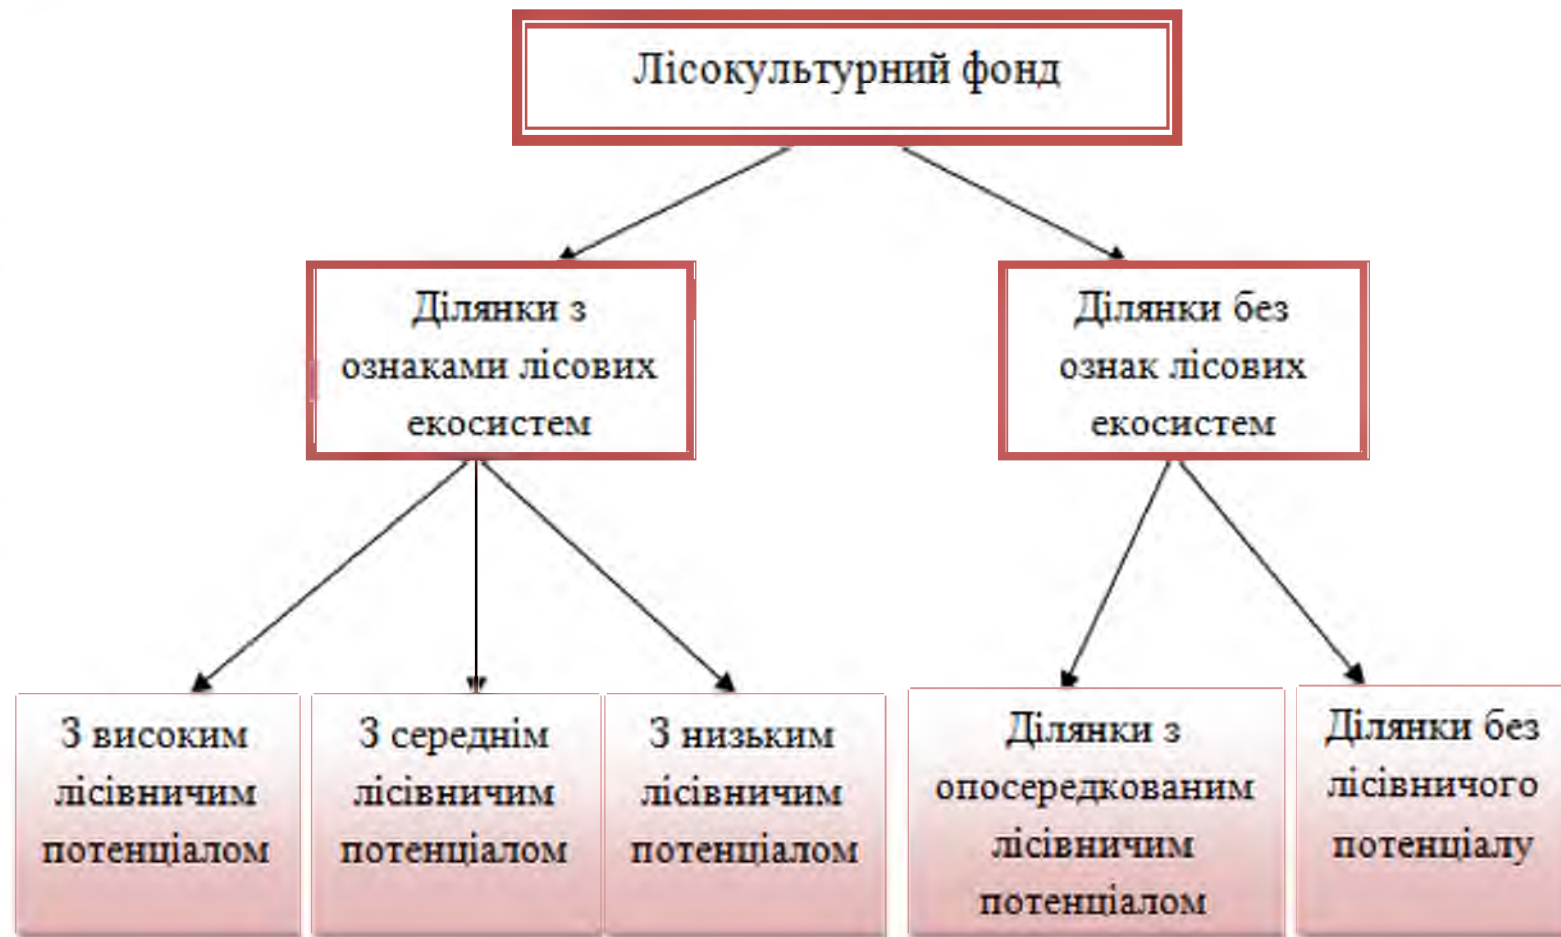 Лісокультурний фонд
Ділянки з
ознаками лісових
екосистем
Ділянки без
ознак лісових
екосистем
З високим
лісівничим
потенціалом
З середнім
лісівничим
потенціалом
З низьким
лісівничим
потенціалом
Ділянки з
опосередкованим
лісівничим
потенціалом
Ділянки без
лісівничого
потенціалу